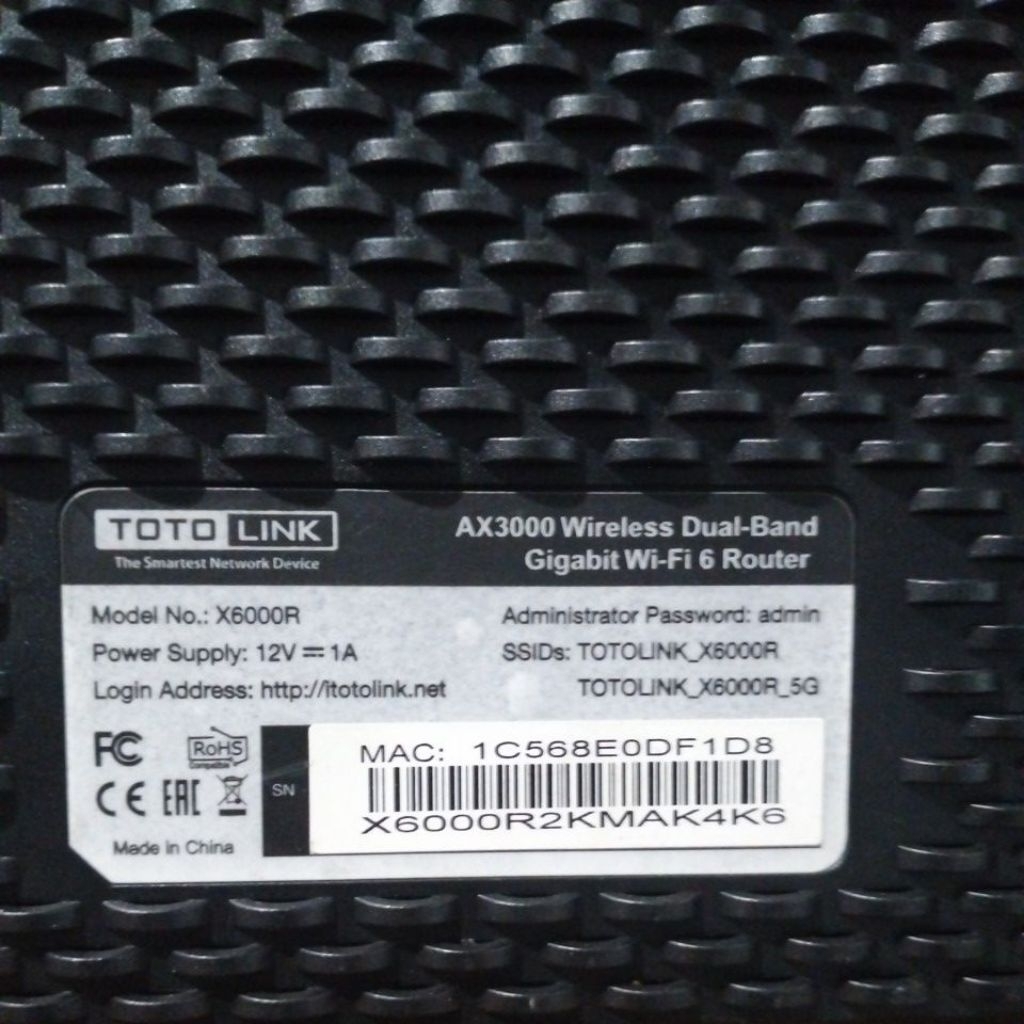 TOTO LINK
The Smartest Network Device
AX3000 Wireless Dual-Band
Gigabit Wi-Fi 6 Router
Model No.: X6000R
Power Supply: 12V ⎓ 1A
Login Address: http://itotolink.net
Administrator Password: admin
SSIDs: TOTOLINK_X6000R
TOTOLINK_X6000R_5G
FC
RoHS
compatible
CE EAC
Made in China
SN
MAC: 1C568E0DF1D8
X6000R2KMAK4K6